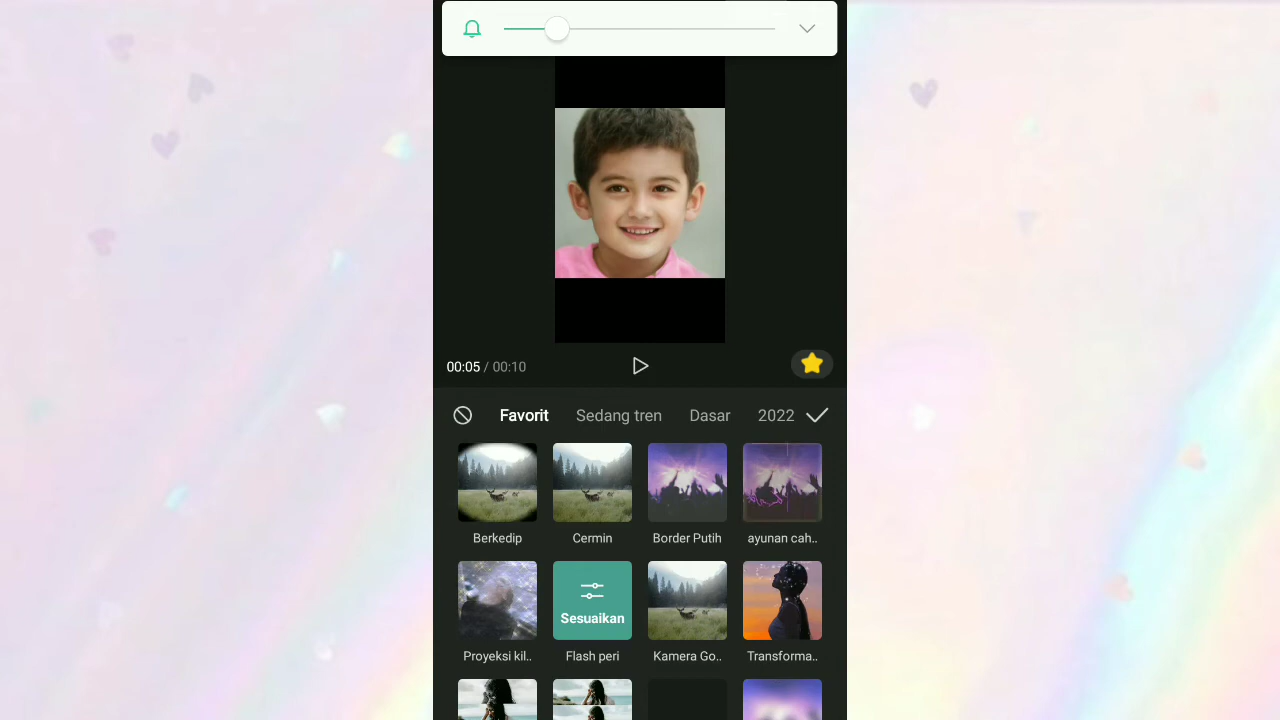 00:05 / 00:10
Favorit Sedang tren Dasar 2022
Berkedip Cermin Border Putih ayunan cah..
Sesuaikan
Proyeksi kil.. Flash peri Kamera Go.. Transforma..